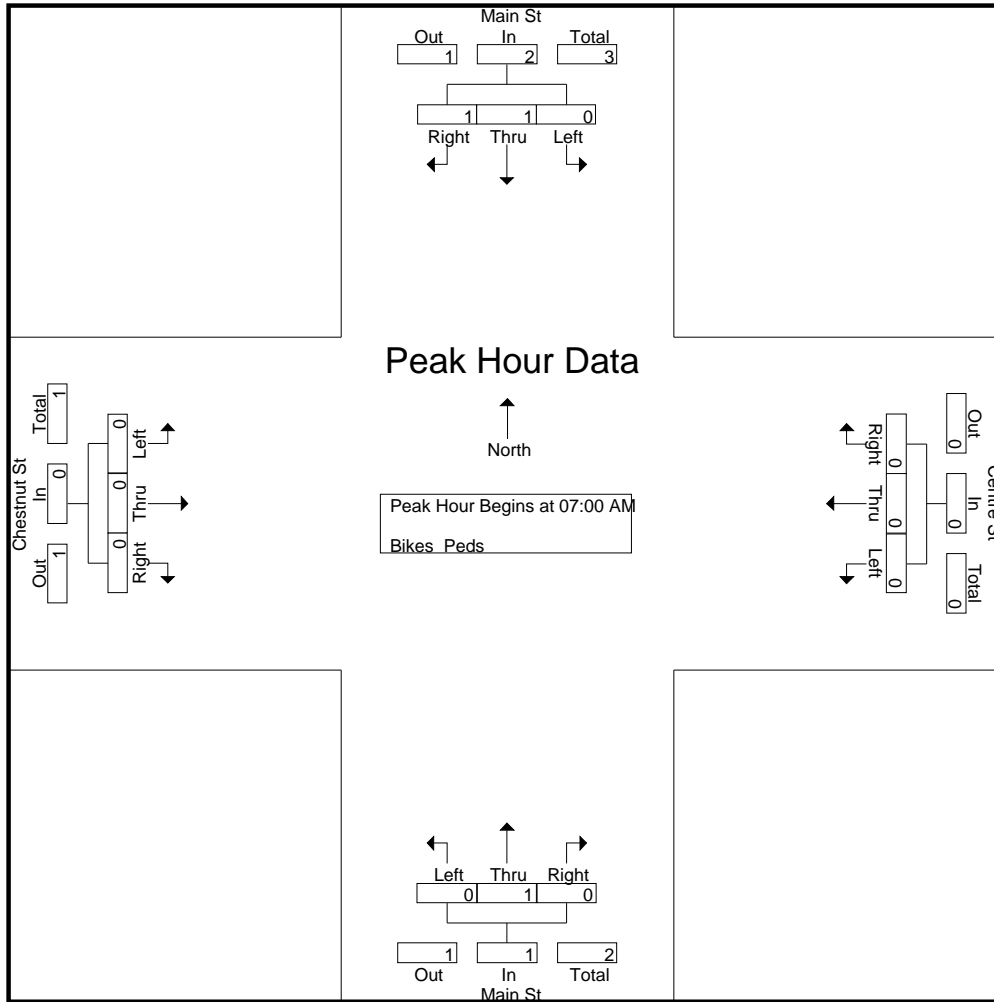 Main St
Out In Total
1 2 3
1 1 0
Right Thru Left
Peak Hour Data
North
Peak Hour Begins at 07:00 AM
Bikes Peds
Chestnut St
Out In Total
1 0 1
Right Thru Left
0 0 0
Centre St
Out In Total
0 0 0
Right Thru Left
0 0 0
Left Thru Right
0 1 0
1 1 2
Out In Total
Main St